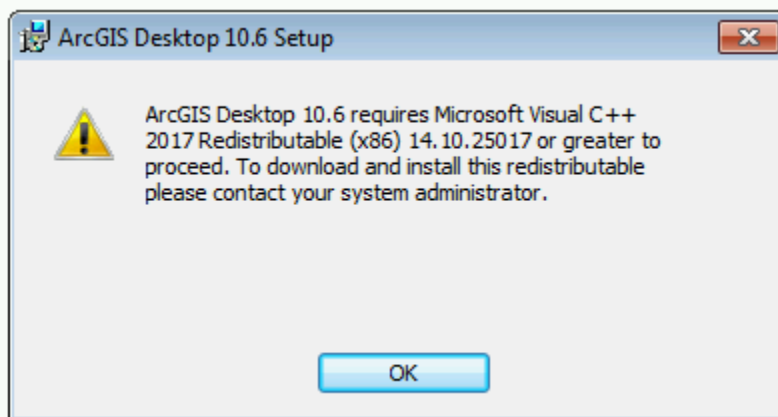 ArcGIS Desktop 10.6 Setup
ArcGIS Desktop 10.6 requires Microsoft Visual C++
2017 Redistributable (x86) 14.10.25017 or greater to
proceed. To download and install this redistributable
please contact your system administrator.
OK